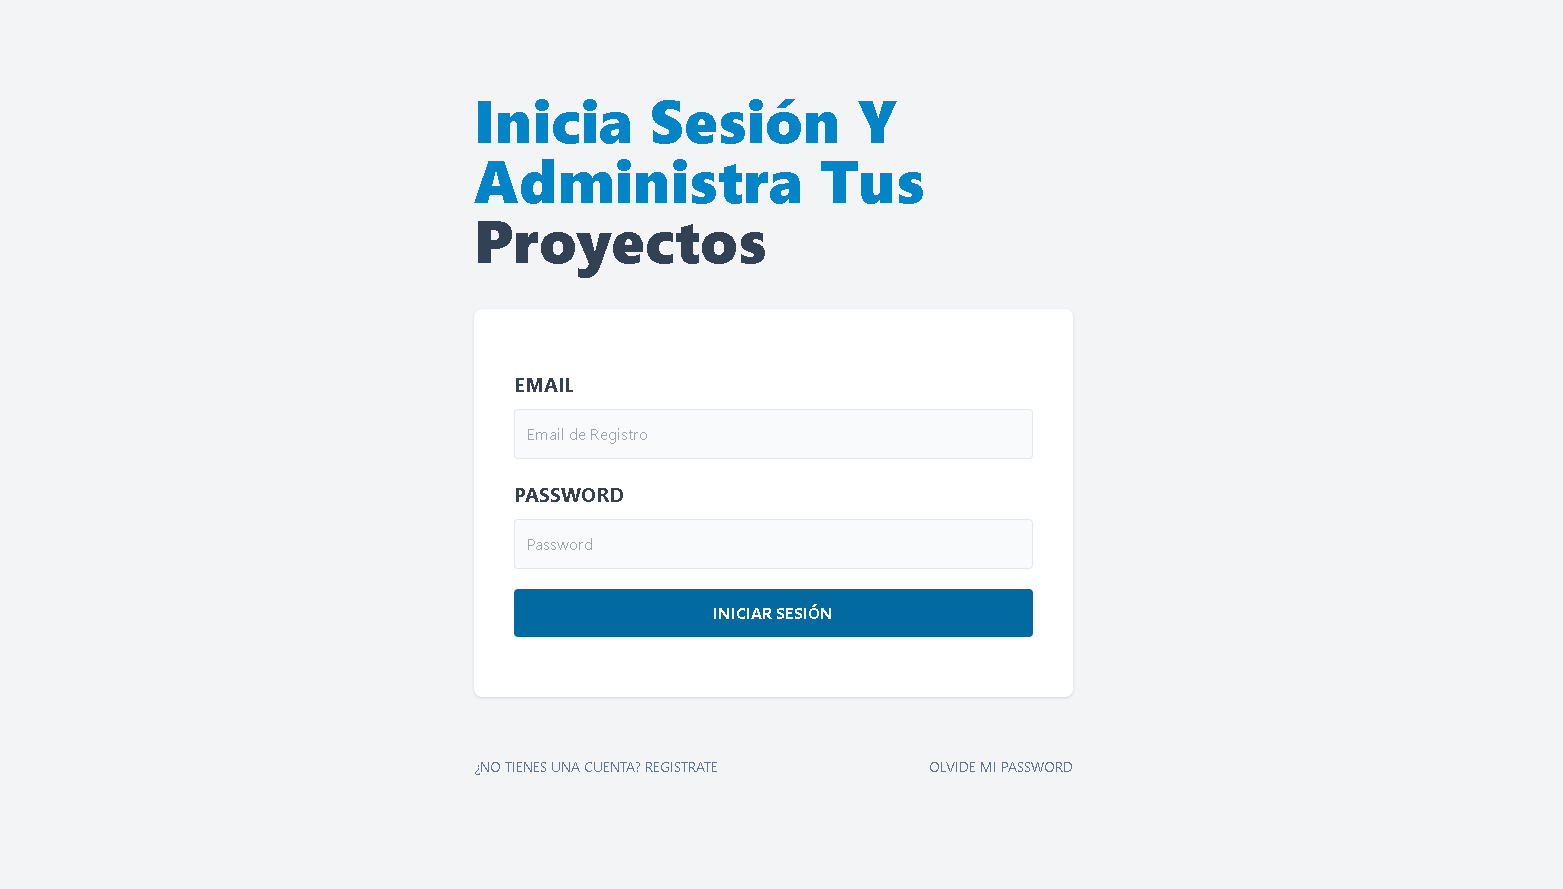 Inicia Sesión Y
Administra Tus
Proyectos
EMAIL
Email de Registro
PASSWORD
Password
INICIAR SESIÓN
¿NO TIENES UNA CUENTA? REGISTRATE
OLVIDE MI PASSWORD